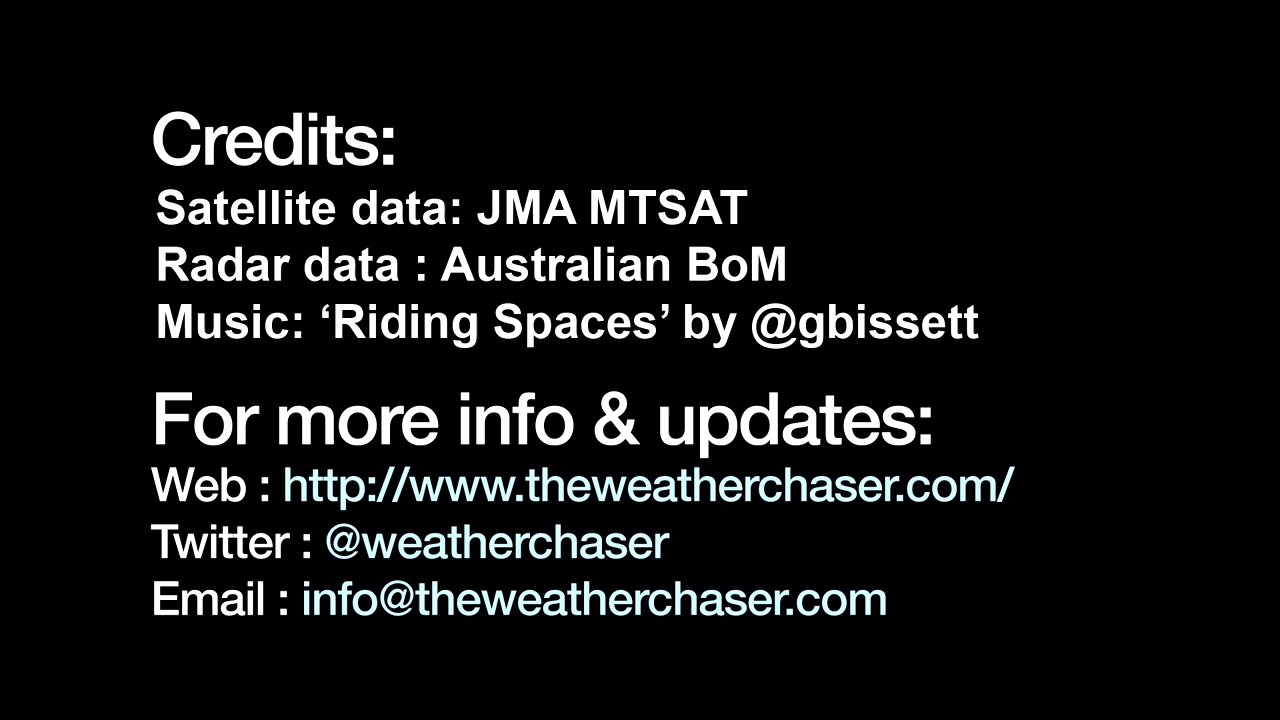 Credits:
Satellite data: JMA MTSAT
Radar data : Australian BoM
Music: ‘Riding Spaces’ by @gbissett
For more info & updates:
Web : http://www.theweatherchaser.com/
Twitter : @weatherchaser
Email : info@theweatherchaser.com